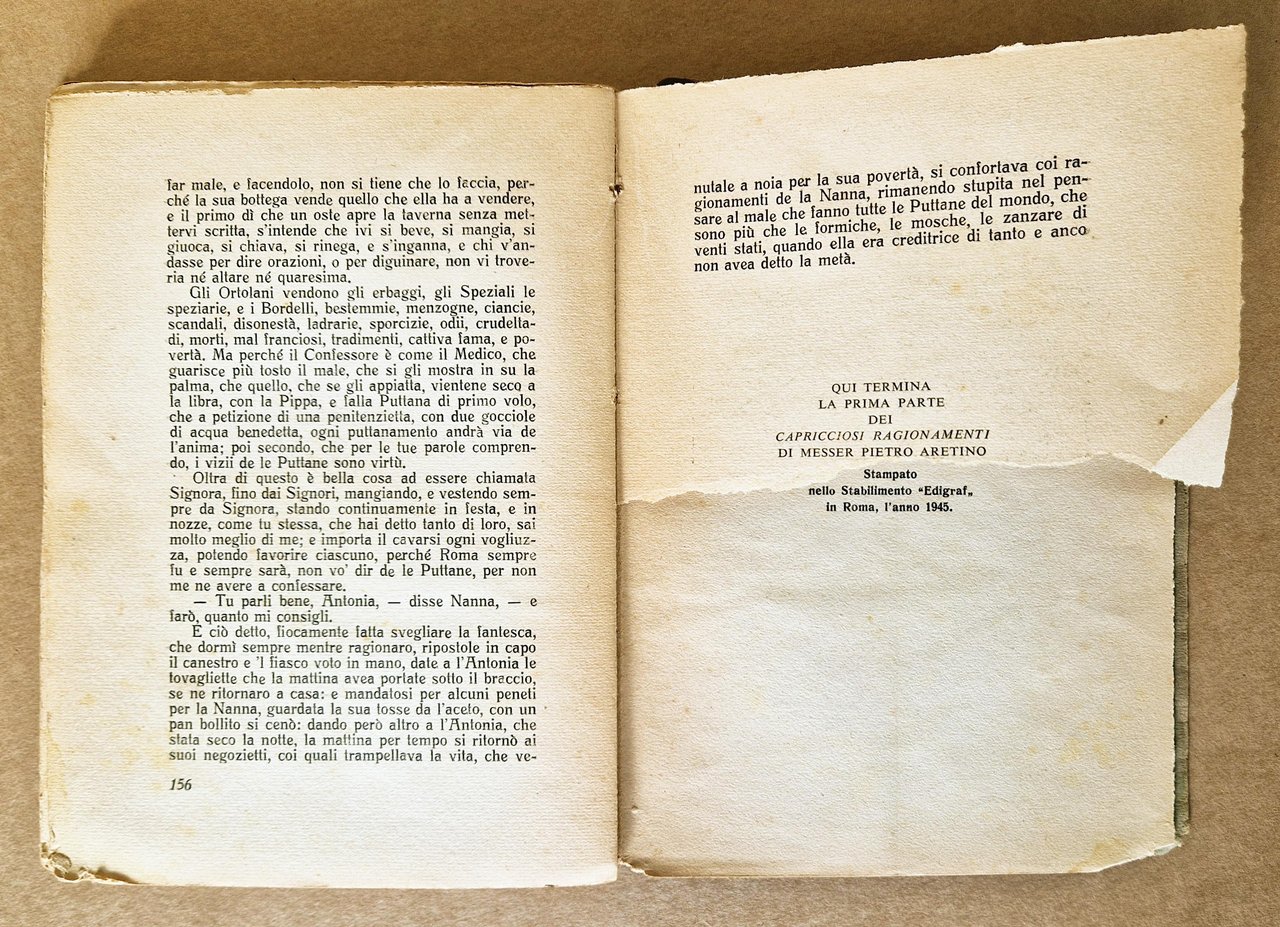 far male, e facendolo, non si tiene che lo faccia, per-
ché la sua bottega vende quello che ella ha a vendere,
e il primo dì che un oste apre la taverna senza met-
tervi scritta, s'intende che ivi si beve, si mangia, si
giuoca, si chiava, si rinega, e s'inganna, e chi v'an-
dasse per dire orazioni, o per diguinare, non vi trove-
ria né altare né quaresima.
Gli Ortolani vendono gli erbaggi, gli Speziali le
speziarie, e i Bordelli, bestemmie, menzogne, ciancie,
scandali, disonestà, ladrarie, sporcizie, odii, crudelta-
di, morti, mal franciosi, tradimenti, cattiva fama, e po-
vertà. Ma perché il Confessore è come il Medico, che
guarisce più tosto il male, che si gli mostra in su la
palma, che quello, che se gli appiatta, vientene seco a
la libra, con la Pippa, e falla Puttana di primo volo,
che a petizione di una penitenzietta, con due gocciole
di acqua benedetta, ogni puttanamento andrà via de
l'anima; poi secondo, che per le tue parole compren-
do, i vizii de le Puttane sono virtù.
Oltra di questo è bella cosa ad essere chiamata
Signora, fino dai Signori, mangiando, e vestendo sem-
pre da Signora, stando continuamente in festa, e in
nozze, come tu stessa, che hai detto tanto di loro, sai
molto meglio di me; e importa il cavarsi ogni vogliuz-
za, potendo favorire ciascuno, perché Roma sempre
fu e sempre sarà, non vo' dir de le Puttane, per non
me ne avere a confessare.
— Tu parli bene, Antonia, — disse Nanna, — e
farò, quanto mi consigli.
E ciò detto, fiocamente fatta svegliare la fantesca,
che dormì sempre mentre ragionaro, ripostole in capo
il canestro e 'l fiasco voto in mano, date a l'Antonia le
tovagliette che la mattina avea portate sotto il braccio,
se ne ritornaro a casa: e mandatosi per alcuni peneti
per la Nanna, guardata la sua tosse da l'aceto, con un
pan bollito si cenò: dando però altro a l'Antonia, che
stata seco la notte, la mattina per tempo si ritornò ai
suoi negozietti, coi quali trampellava la vita, che ve-
156
nutale a noia per la sua povertà, si confortava coi ra-
gionamenti de la Nanna, rimanendo stupita nel pen-
sare al male che fanno tutte le Puttane del mondo, che
sono più che le formiche, le mosche, le zanzare di
venti stati, quando ella era creditrice di tanto e anco
non avea detto la metà.
QUI TERMINA
LA PRIMA PARTE
DEI
CAPRICCIOSI RAGIONAMENTI
DI MESSER PIETRO ARETINO
Stampato
nello Stabilimento "Edigraf„
in Roma, l'anno 1945.